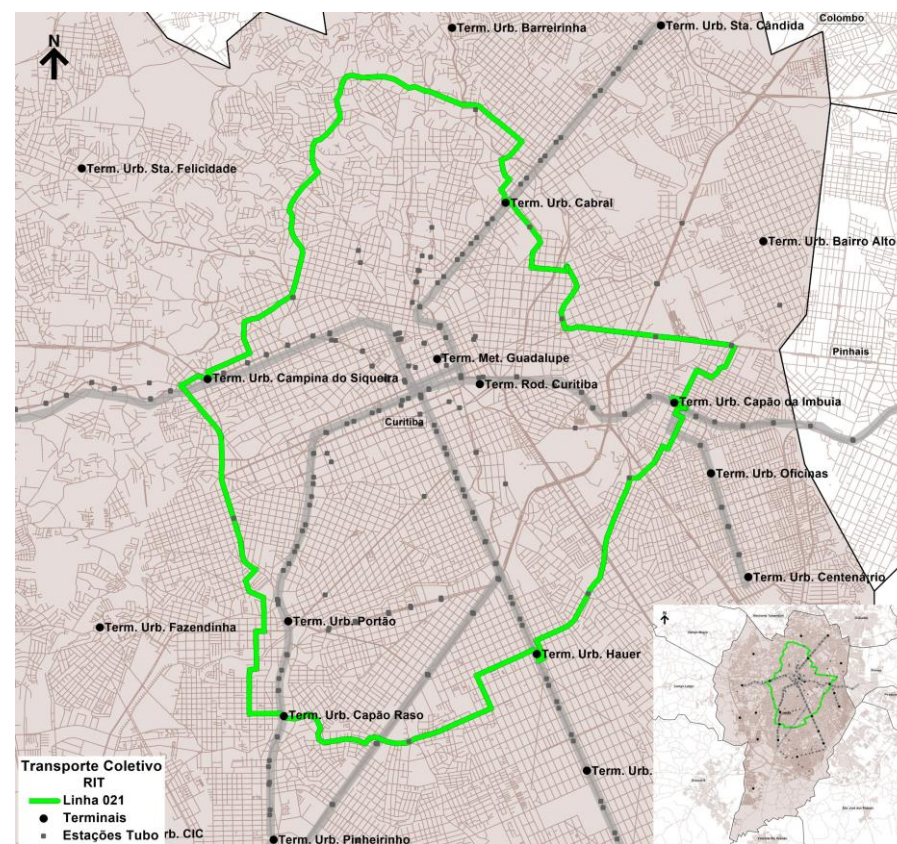 Colombo
N
Term. Urb. Barreirinha
Term. Urb. Sta. Cândida
Term. Urb. Sta. Felicidade
Term. Urb. Cabral
Term. Urb. Bairro Alto
Pinhais
Term. Met. Guadalupe
Term. Urb. Campina do Siqueira
Term. Rod. Curitiba
Term. Urb. Capão da Imbuia
Curitiba
Term. Urb. Oficinas
Term. Urb. Centenário
Term. Urb. Portão
Term. Urb. Fazendinha
Term. Urb. Hauer
Term. Urb. Capão Raso
Term. Urb.
Transporte Coletivo
RIT
Linha 021
Terminais
Estações Tubo
rb. CIC
Term. Urb. Pinheirinho